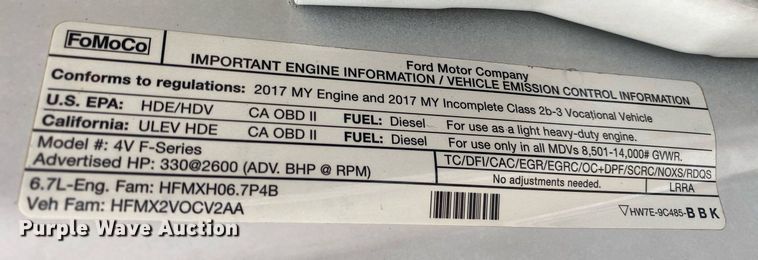 FoMoCo
Ford Motor Company
IMPORTANT ENGINE INFORMATION / VEHICLE EMISSION CONTROL INFORMATION
Conforms to regulations: 2017 MY Engine and 2017 MY Incomplete Class 2b-3 Vocational Vehicle
U.S. EPA: HDE/HDV CA OBD II FUEL: Diesel For use as a light heavy-duty engine.
California: ULEV HDE CA OBD II FUEL: Diesel For use only in all MDVs 8,501-14,000# GVWR.
Model #: 4V F-Series
Advertised HP: 330@2600 (ADV. BHP @ RPM)
TC/DFI/CAC/EGR/EGRC/OC+DPF/SCRC/NOXS/RDQS
No adjustments needed. LRRA
6.7L-Eng. Fam: HFMXH06.7P4B
Veh Fam: HFMX2VOCV2AA
▽HW7E-9C485-BBK
Purple Wave Auction